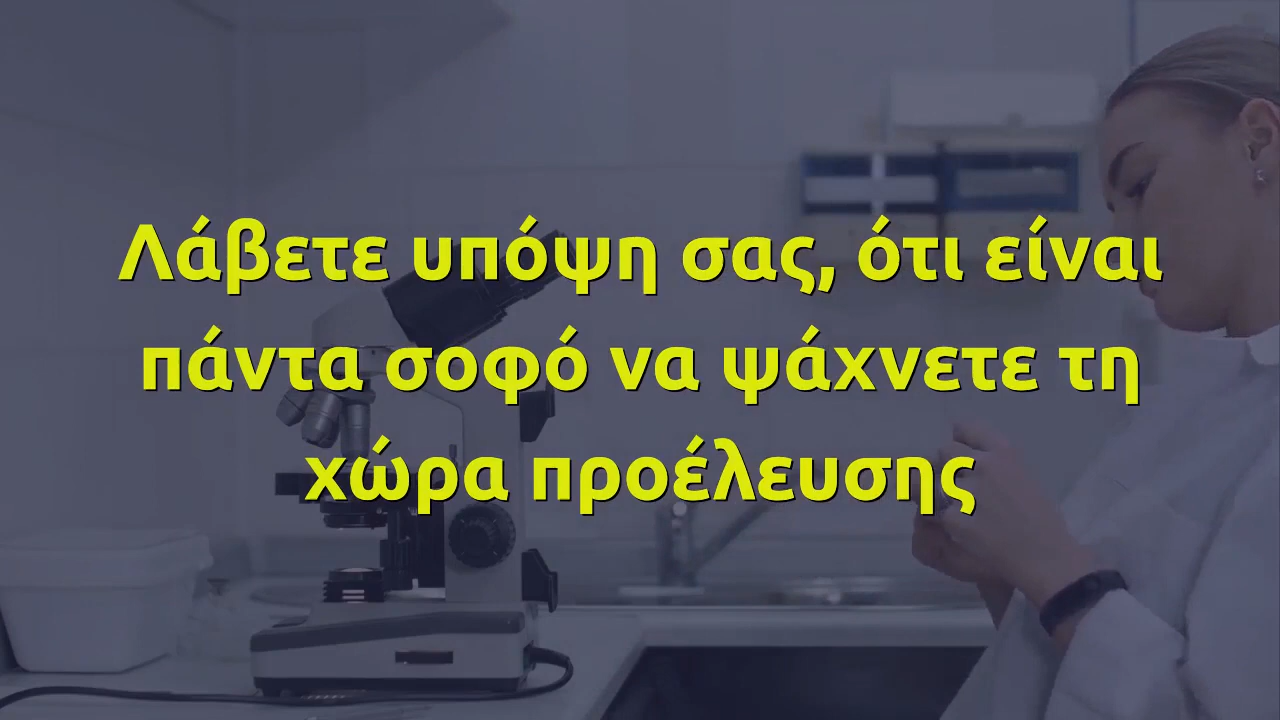 Λάβετε υπόψη σας, ότι είναι
πάντα σοφό να ψάχνετε τη
χώρα προέλευσης